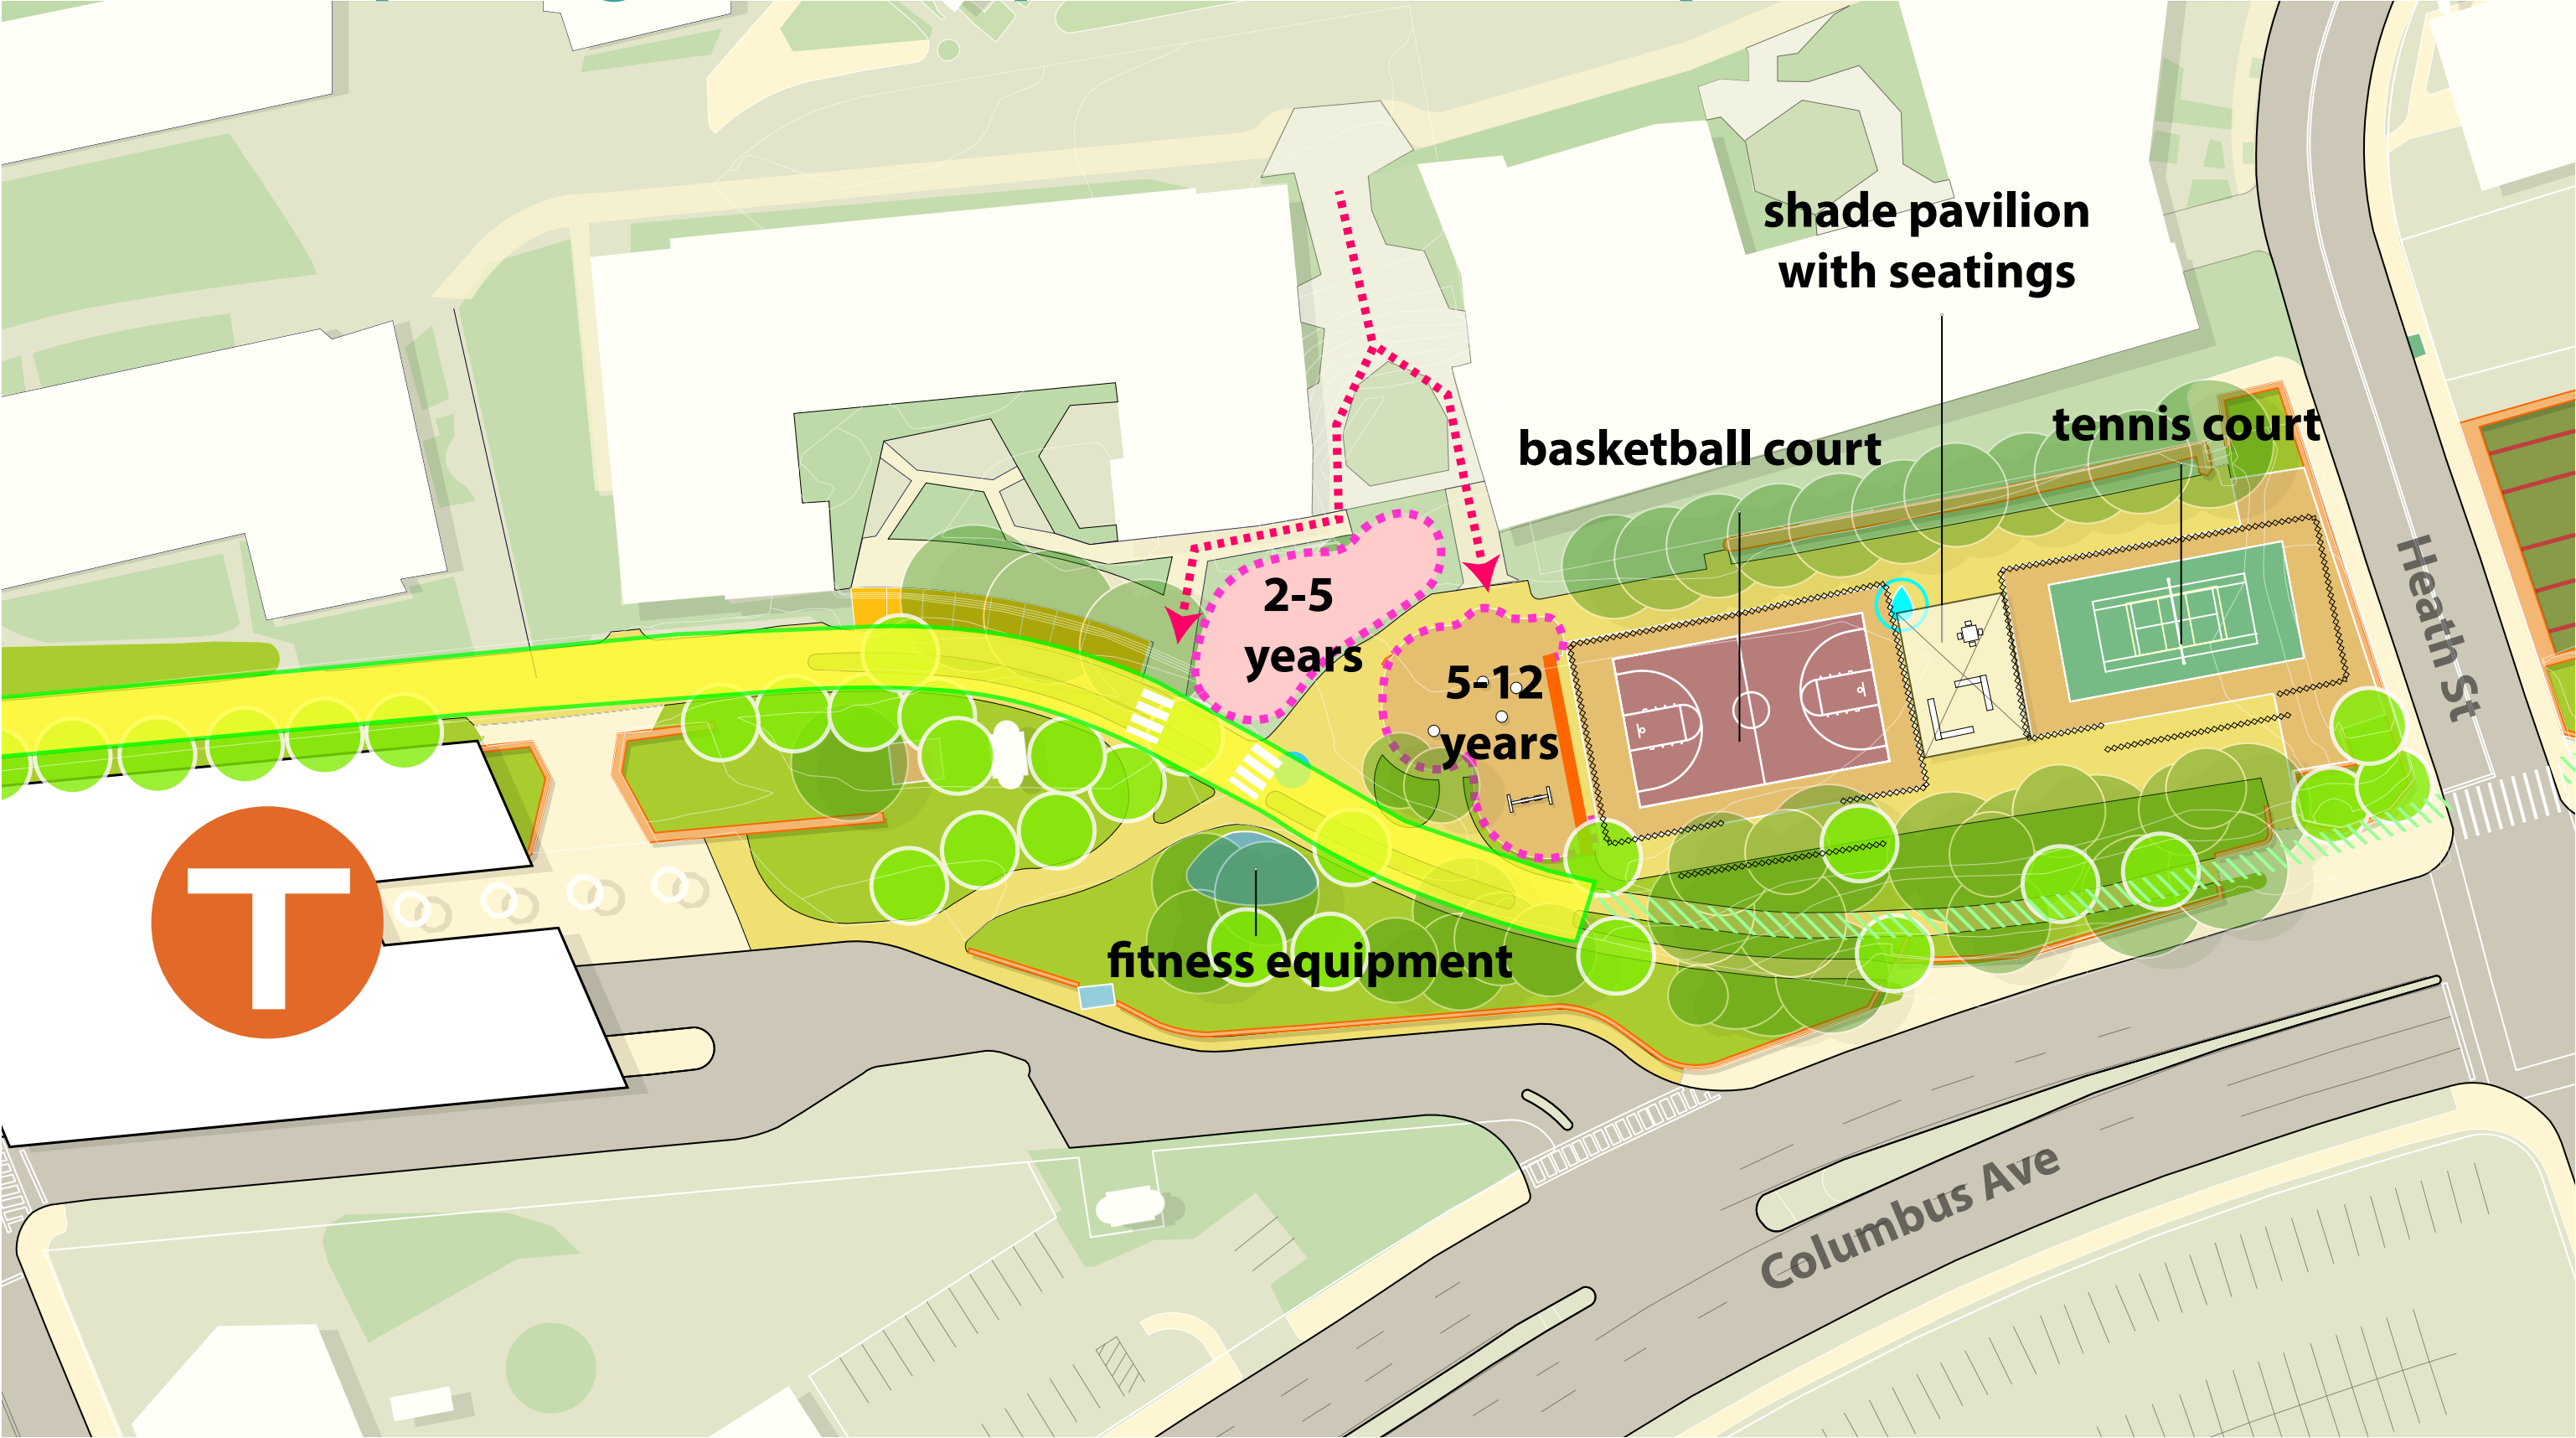 shade pavilion
with seatings
basketball court
tennis court
2-5
years
5-12
years
Heath St
T
fitness equipment
Columbus Ave